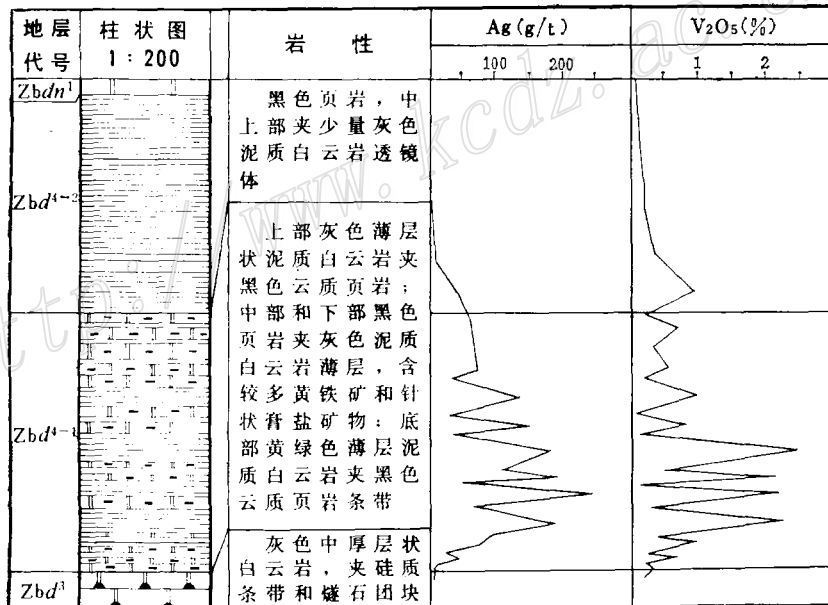 地层 柱状图 岩 性 Ag(g/t) V2O5(%)
代号 1:200 100 200 1 2
Zbdn¹
黑色页岩，中
上部夹少量灰色
泥质白云岩透镜
体
Zbd⁴⁻²
上部灰色薄层
状泥质白云岩夹
黑色云质页岩；
中部和下部黑色
页岩夹灰色泥质
白云岩薄层，含
较多黄铁矿和针
状膏盐矿物；底
部黄绿色薄层泥
质白云岩夹黑色
云质页岩条带
Zbd⁴⁻¹
灰色中厚层状
白云岩，夹硅质
条带和燧石团块
Zbd³
http://www.kcdz.ac.c